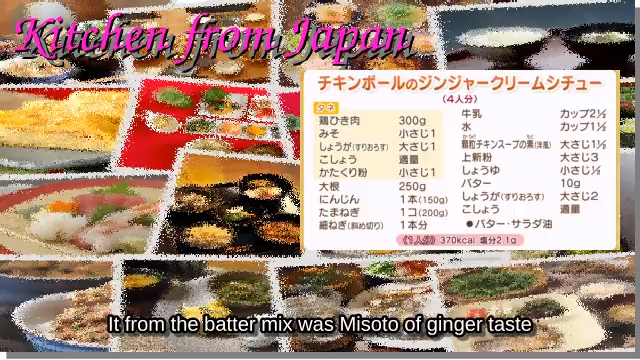 Kitchen from Japan
チキンボールのジンジャークリームシチュー
(4人分)
タネ
鶏ひき肉 300g
みそ 小さじ1
しょうが(すりおろす) 大さじ1
こしょう 適量
かたくり粉 小さじ1
大根 250g
にんじん 1本(150g)
たまねぎ 1コ(200g)
細ねぎ(斜め切り) 1本分
牛乳 カップ2½
水 カップ1½
顆粒チキンスープの素(洋風) 大さじ1½
上新粉 大さじ3
しょうゆ 小さじ½
バター 10g
しょうが(すりおろす) 大さじ2
こしょう 適量
●バター・サラダ油
《1人分》 370kcal 塩分2.1g
It from the batter mix was Misoto of ginger taste